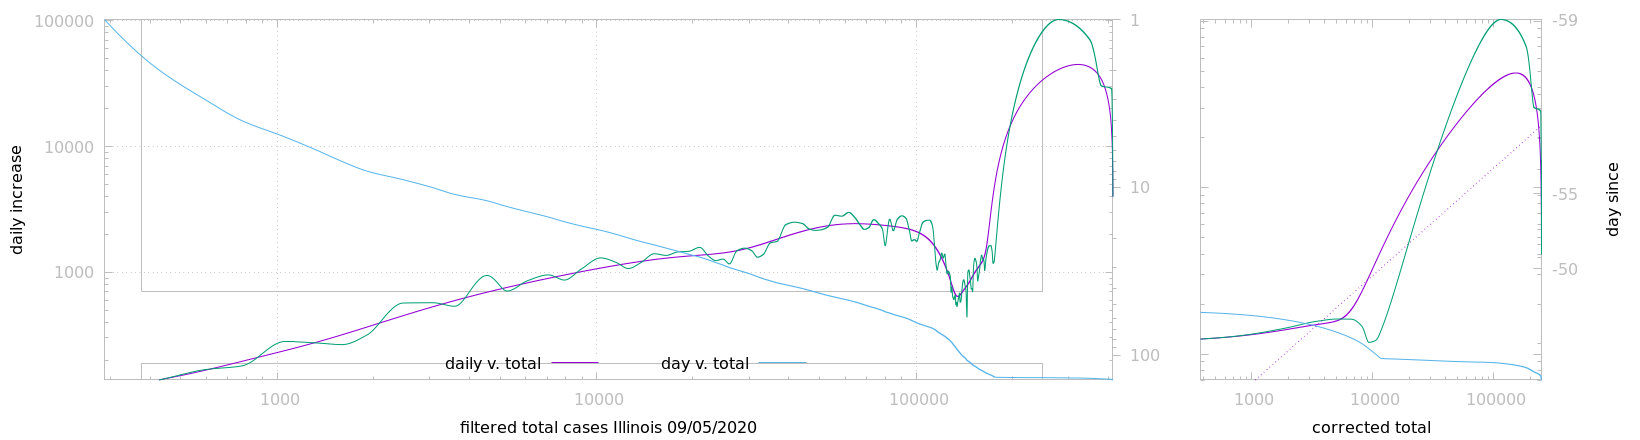 100000
10000
1000
daily increase
1
10
100
daily v. total
day v. total
1000
10000
100000
filtered total cases Illinois 09/05/2020
-59
-55
-50
day since
1000
10000
100000
corrected total